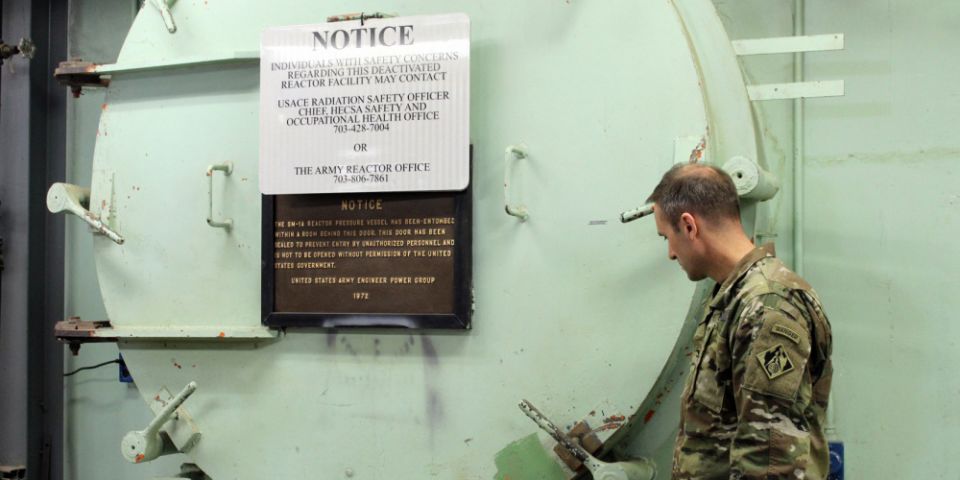 NOTICE
INDIVIDUALS WITH SAFETY CONCERNS
REGARDING THIS DEACTIVATED
REACTOR FACILITY MAY CONTACT
USACE RADIATION SAFETY OFFICER
CHIEF, HECSA SAFETY AND
OCCUPATIONAL HEALTH OFFICE
703-428-7004
OR
THE ARMY REACTOR OFFICE
703-806-7861
NOTICE
THE SM-1A REACTOR PRESSURE VESSEL HAS BEEN ENTOMBED
WITHIN A ROOM BEHIND THIS DOOR. THIS DOOR HAS BEEN
SEALED TO PREVENT ENTRY BY UNAUTHORIZED PERSONNEL AND
IS NOT TO BE OPENED WITHOUT PERMISSION OF THE UNITED
STATES GOVERNMENT.
UNITED STATES ARMY ENGINEER POWER GROUP
1972
RANGER